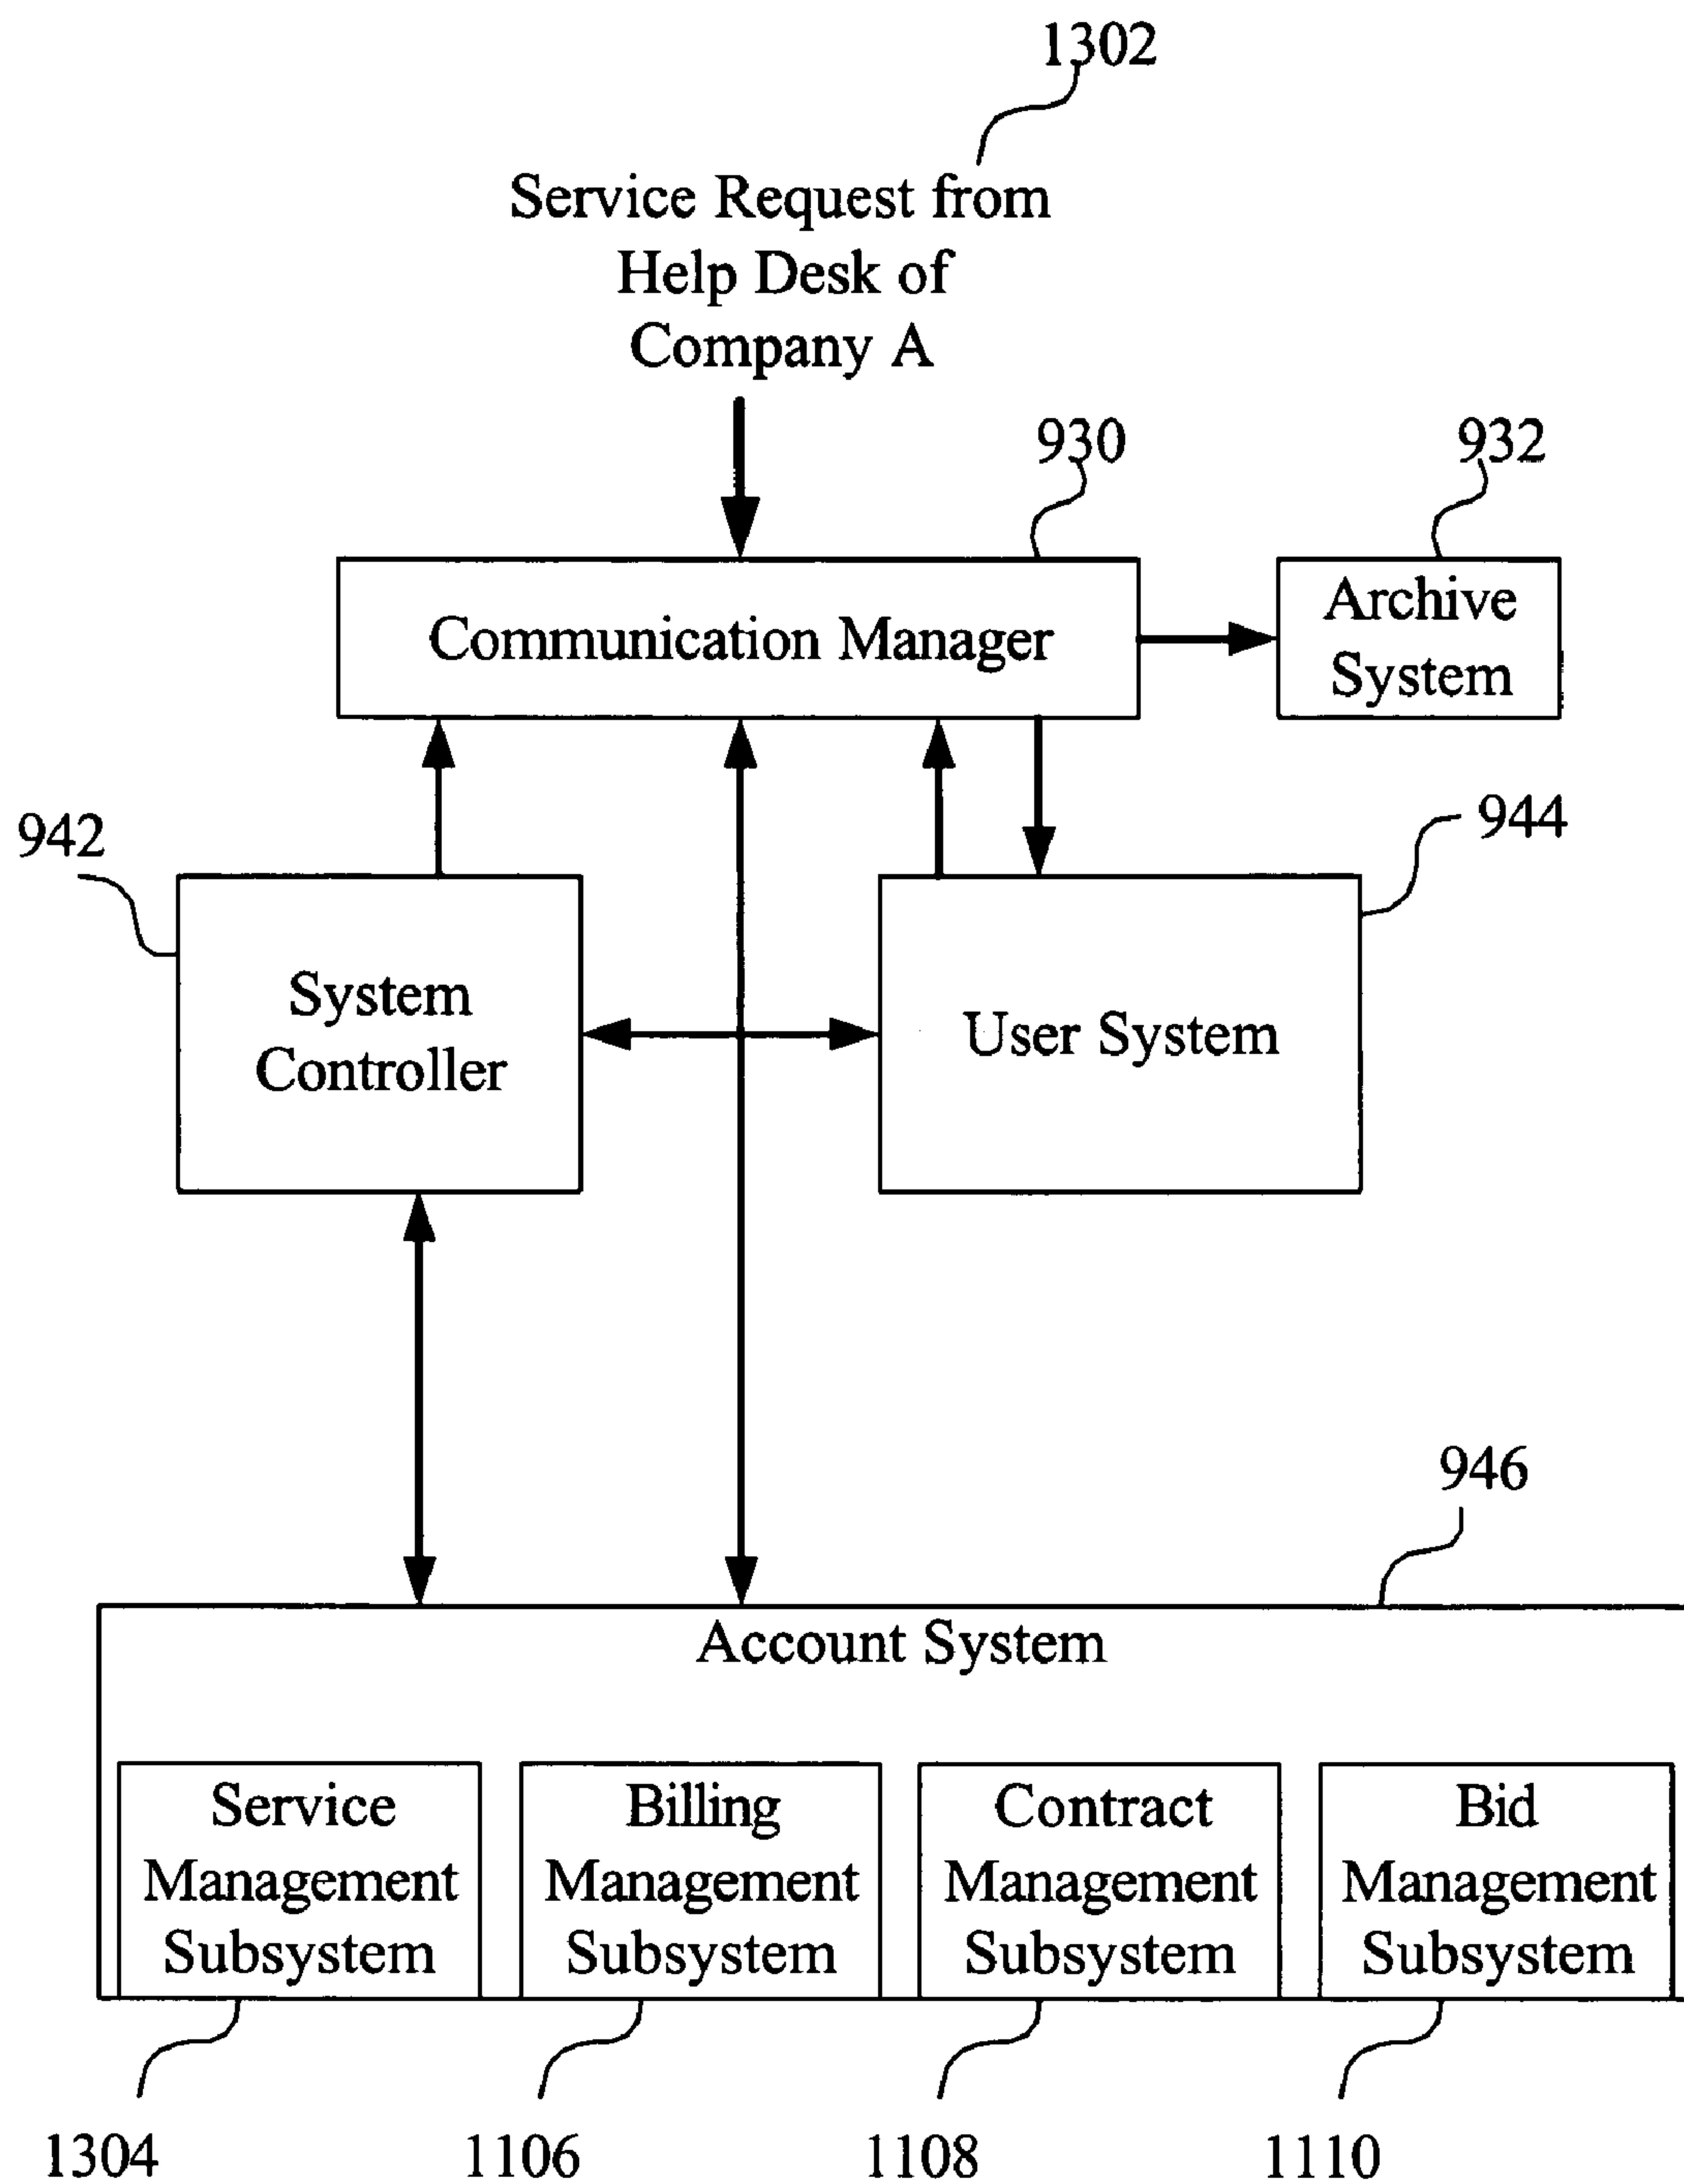 1302
Service Request from
Help Desk of
Company A
930
932
Communication Manager
Archive
System
942
944
System
Controller
User System
946
Account System
Service
Management
Subsystem
Billing
Management
Subsystem
Contract
Management
Subsystem
Bid
Management
Subsystem
1304
1106
1108
1110